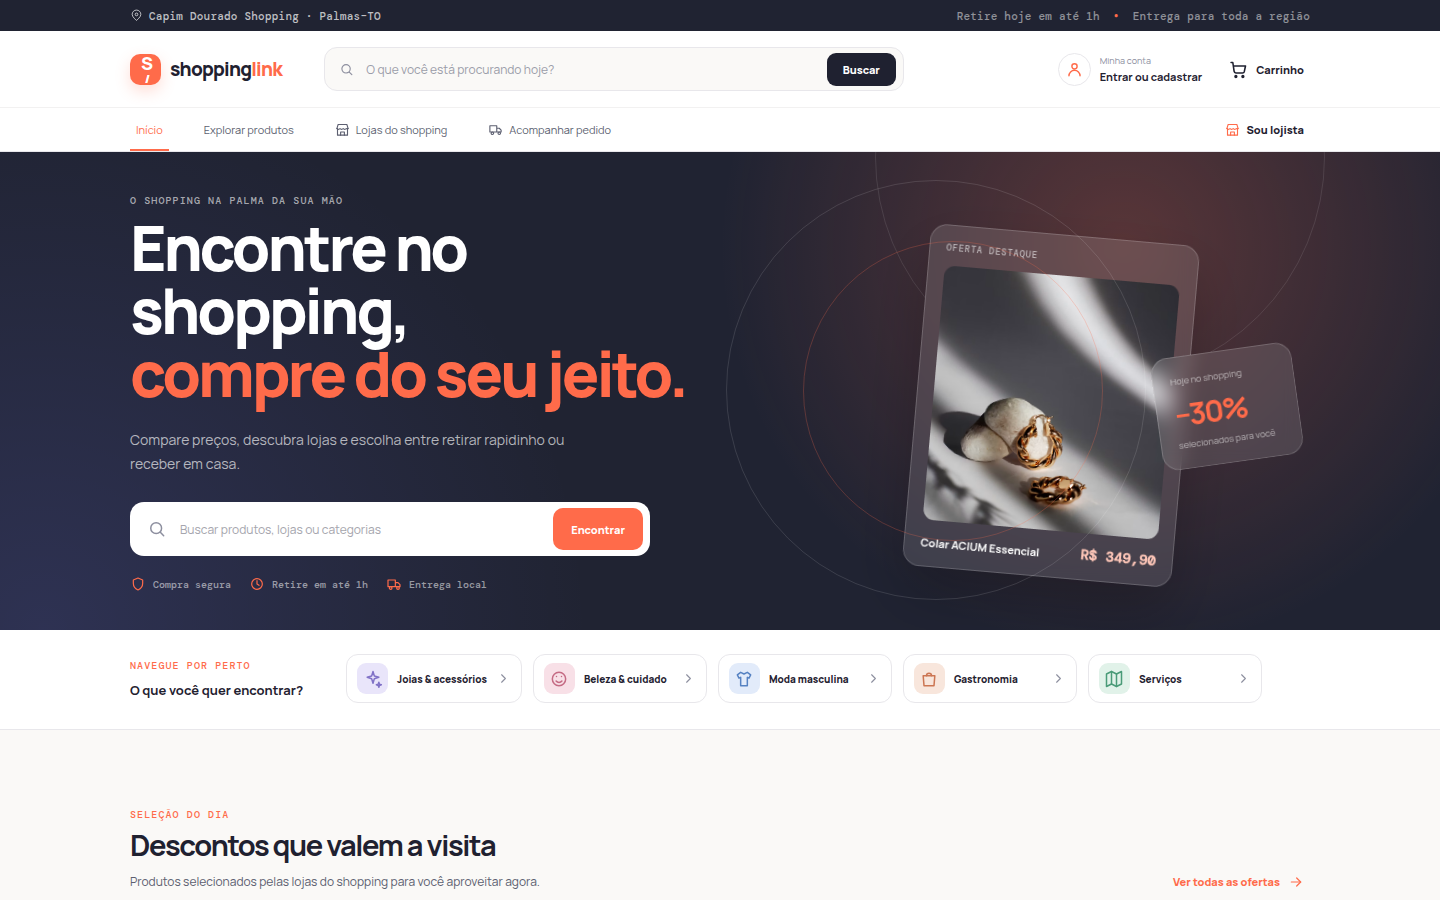 Capim Dourado Shopping · Palmas-TO
Retire hoje em até 1h • Entrega para toda a região
S
/
shoppinglink
O que você está procurando hoje?
Buscar
Minha conta
Entrar ou cadastrar
Carrinho
Início
Explorar produtos
Lojas do shopping
Acompanhar pedido
Sou lojista
O SHOPPING NA PALMA DA SUA MÃO
Encontre no
shopping,
compre do seu jeito.
Compare preços, descubra lojas e escolha entre retirar rapidinho ou
receber em casa.
Buscar produtos, lojas ou categorias
Encontrar
Compra segura
Retire em até 1h
Entrega local
OFERTA DESTAQUE
Colar ACIUM Essencial
R$ 349,90
Hoje no shopping
-30%
selecionados para você
NAVEGUE POR PERTO
O que você quer encontrar?
Joias & acessórios
Beleza & cuidado
Moda masculina
Gastronomia
Serviços
SELEÇÃO DO DIA
Descontos que valem a visita
Produtos selecionados pelas lojas do shopping para você aproveitar agora.
Ver todas as ofertas